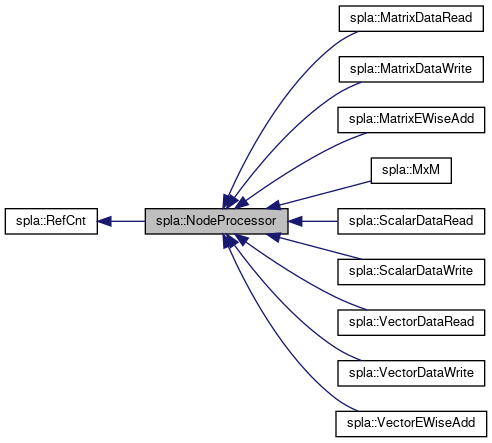 spla::MatrixDataRead
spla::MatrixDataWrite
spla::MatrixEWiseAdd
spla::MxM
spla::RefCnt
spla::NodeProcessor
spla::ScalarDataRead
spla::ScalarDataWrite
spla::VectorDataRead
spla::VectorDataWrite
spla::VectorEWiseAdd